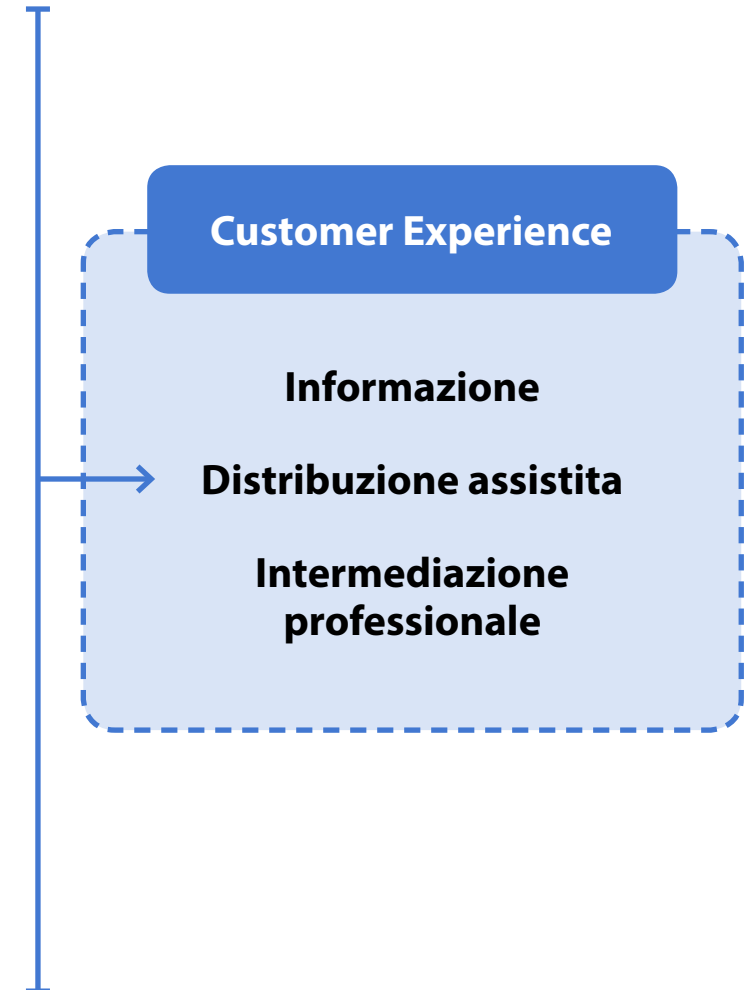 Customer Experience
Informazione
Distribuzione assistita
Intermediazione
professionale